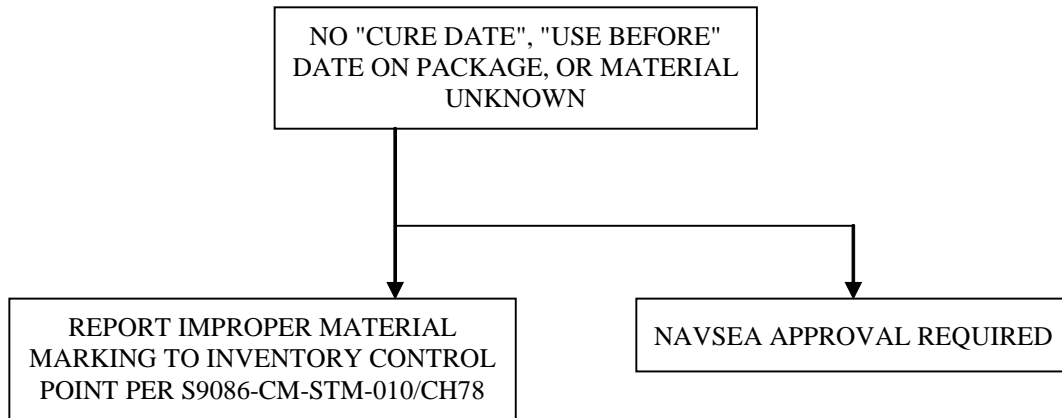 NO "CURE DATE", "USE BEFORE"
DATE ON PACKAGE, OR MATERIAL
UNKNOWN
REPORT IMPROPER MATERIAL
MARKING TO INVENTORY CONTROL
POINT PER S9086-CM-STM-010/CH78
NAVSEA APPROVAL REQUIRED